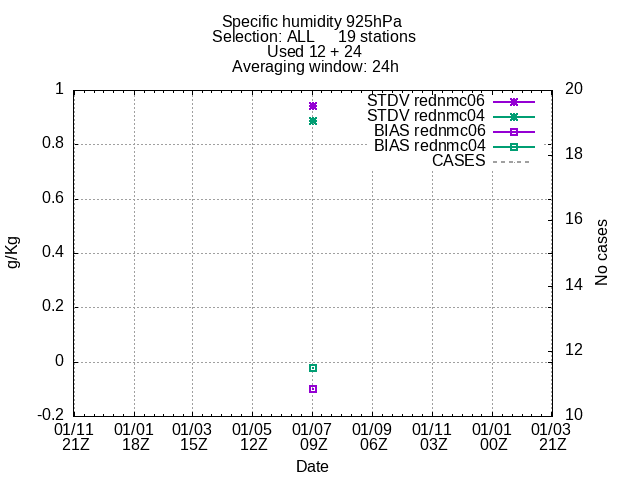 Specific humidity 925hPa
Selection: ALL 19 stations
Used 12 + 24
Averaging window: 24h
STDV rednmc06
STDV rednmc04
BIAS rednmc06
BIAS rednmc04
CASES
1
0.8
0.6
0.4
0.2
0
-0.2
g/Kg
20
18
16
14
12
10
No cases
01/11 01/01 01/03 01/05 01/07 01/09 01/11 01/01 01/03
21Z 18Z 15Z 12Z 09Z 06Z 03Z 00Z 21Z
Date